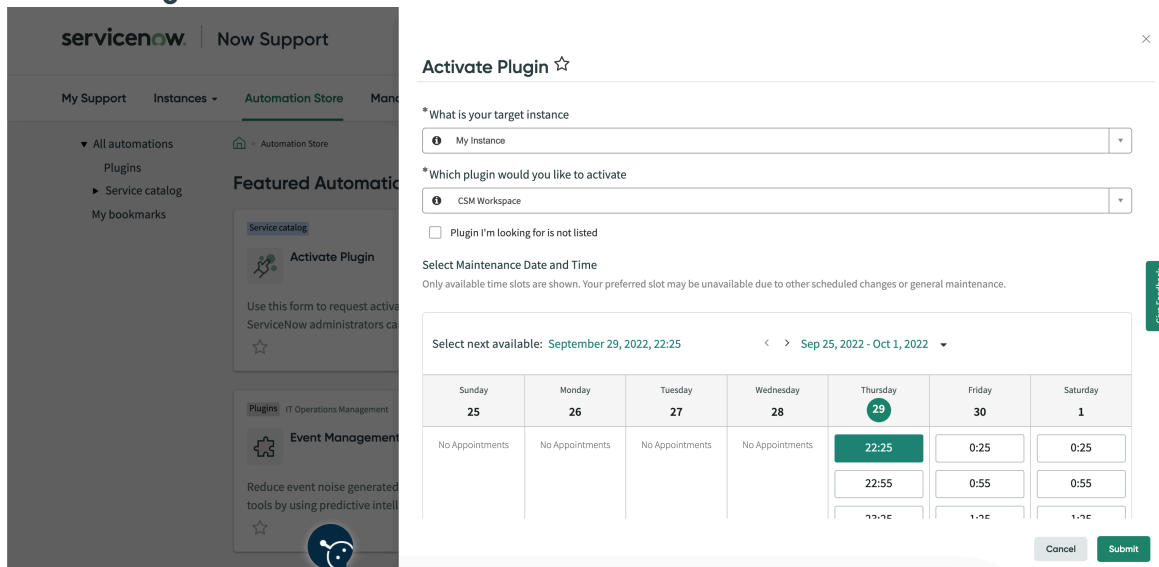 servicenow. Now Support
My Support Instances Automation Store
All automations
Plugins
Service catalog
My bookmarks
Automation Store
Featured
Service catalog
Activate Plugin
Use this form to request
ServiceNow administrators
Plugins IT Operations Management
Event Management
Reduce event noise generated
tools by using predictive
Activate Plugin
* What is your target instance
My Instance
* Which plugin would you like to activate
CSM Workspace
Plugin I'm looking for is not listed
Select Maintenance Date and Time
Only available time slots are shown. Your preferred slot may be unavailable due to other scheduled changes or general maintenance.
Select next available: September 29, 2022, 22:25 < > Sep 25, 2022 - Oct 1, 2022
Sunday Monday Tuesday Wednesday Thursday Friday Saturday
25 26 27 28 29 30 1
No Appointments No Appointments No Appointments No Appointments 22:25 0:25 0:25
22:55 0:55 0:55
23:25 1:25 1:25
Cancel Submit